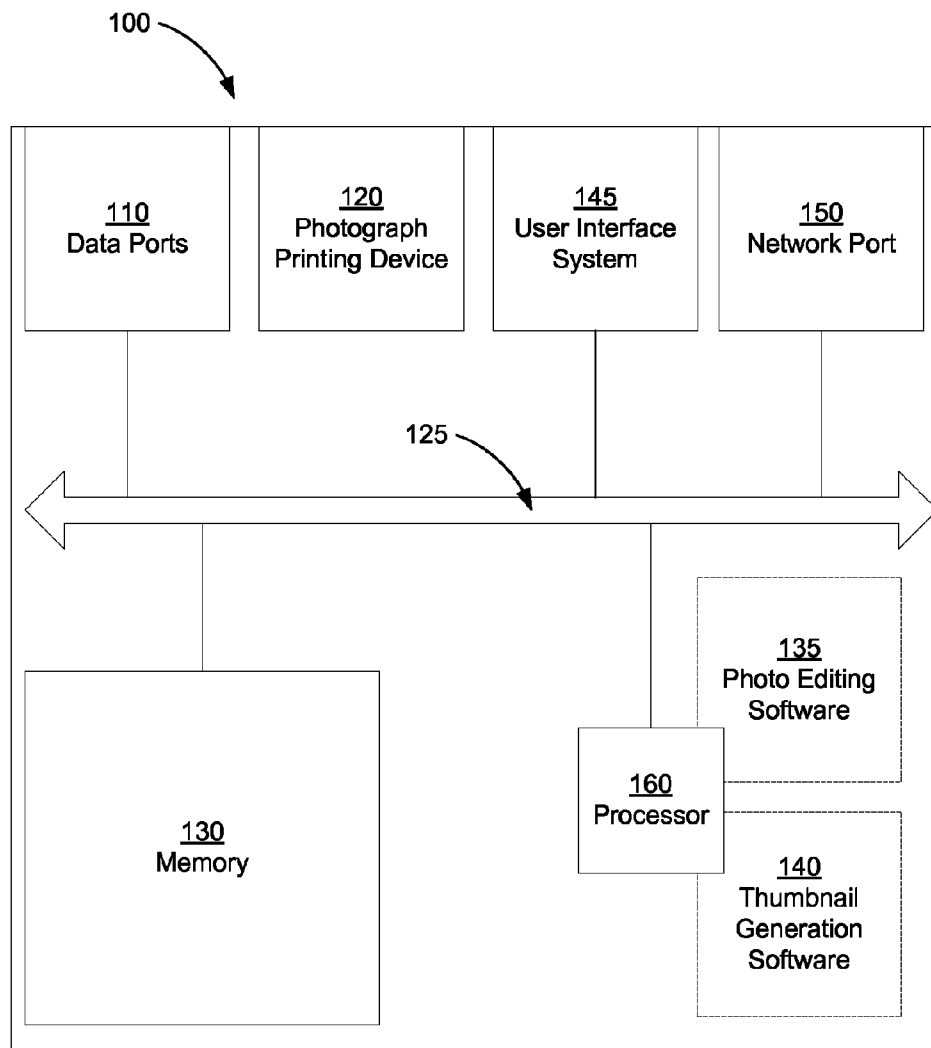 100
110
Data Ports
120
Photograph
Printing Device
145
User Interface
System
150
Network Port
125
135
Photo Editing
Software
160
Processor
130
Memory
140
Thumbnail
Generation
Software